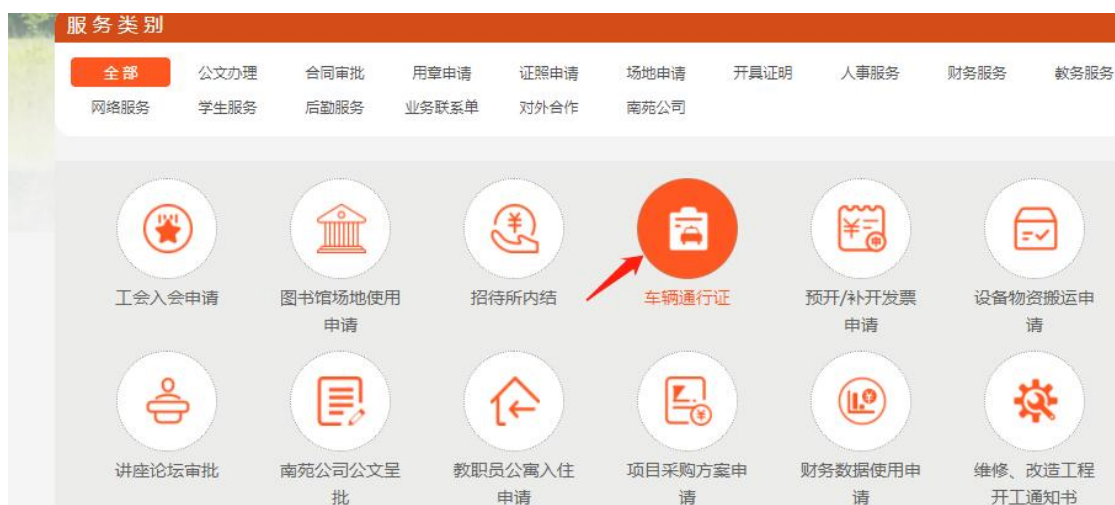 服务类别
全部 公文办理 合同审批 用章申请 证照申请 场地申请 开具证明 人事服务 财务服务 教务服务
网络服务 学生服务 后勤服务 业务联系单 对外合作 南苑公司
工会入会申请 图书馆场地使用 招待所内结 车辆通行证 预开/补开发票 设备物资搬运申
申请 申请 请
讲座论坛审批 南苑公司公文呈 教职员公寓入住 项目采购方案申 财务数据使用申 维修、改造工程
批 申请 请 请 开工通知书